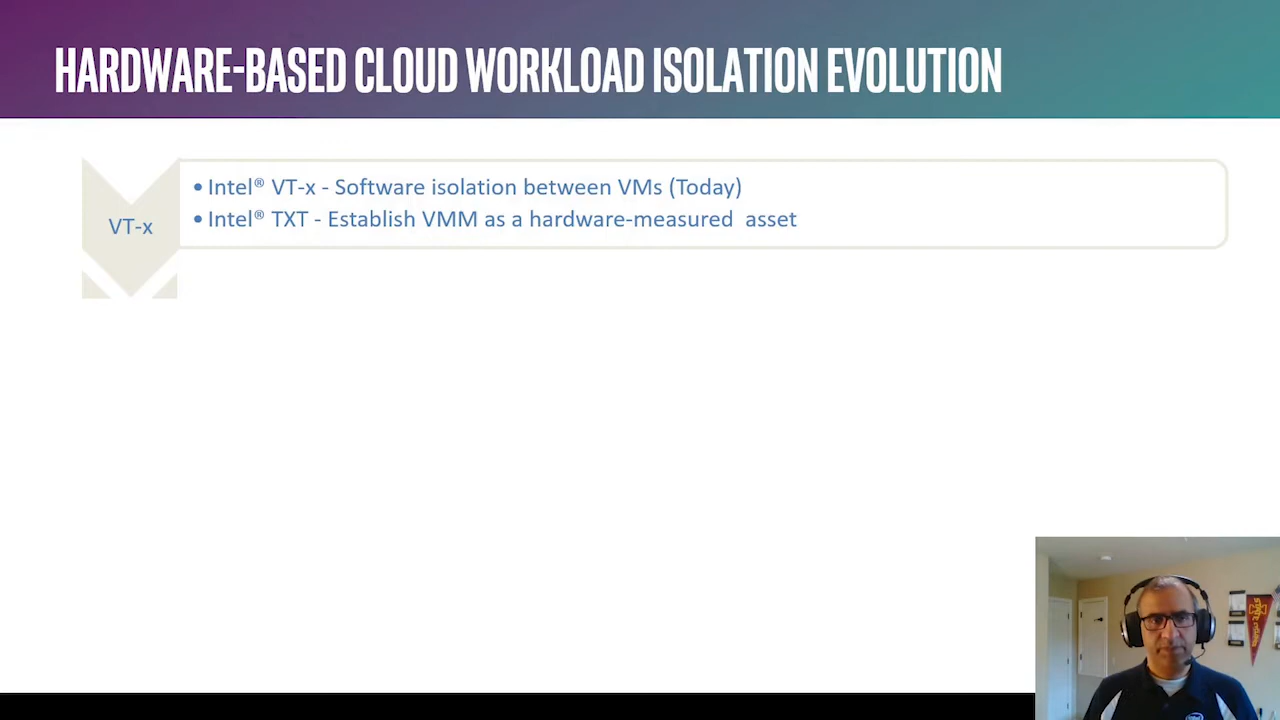 HARDWARE-BASED CLOUD WORKLOAD ISOLATION EVOLUTION
VT-x
• Intel® VT-x - Software isolation between VMs (Today)
• Intel® TXT - Establish VMM as a hardware-measured  asset
intel